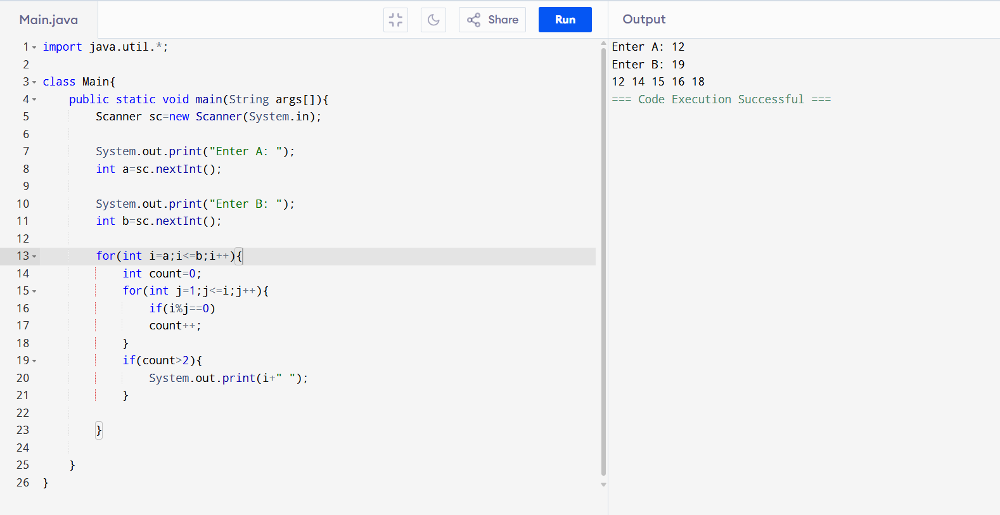 Main.java
Share
Run
Output
1 import java.util.*;
2
3 class Main{
4     public static void main(String args[]){
5         Scanner sc=new Scanner(System.in);
6
7         System.out.print("Enter A: ");
8         int a=sc.nextInt();
9
10         System.out.print("Enter B: ");
11         int b=sc.nextInt();
12
13         for(int i=a;i<=b;i++){
14             int count=0;
15             for(int j=1;j<=i;j++){
16                 if(i%j==0)
17                 count++;
18             }
19             if(count>2){
20                 System.out.print(i+" ");
21             }
22
23         }
24
25     }
26 }
Enter A: 12
Enter B: 19
12 14 15 16 18
=== Code Execution Successful ===